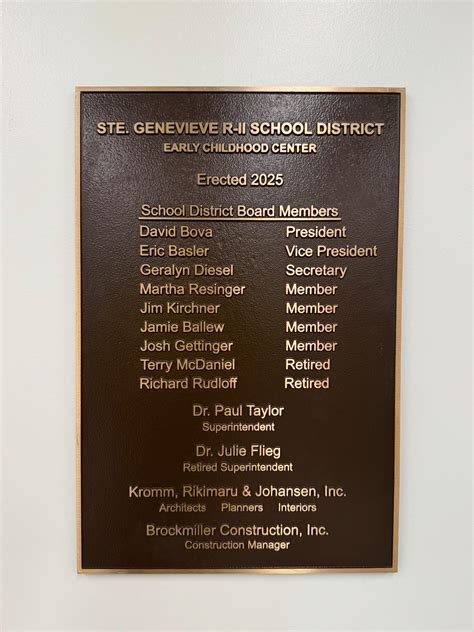 STE. GENEVIEVE R-II SCHOOL DISTRICT
EARLY CHILDHOOD CENTER
Erected 2025
School District Board Members
David Bova President
Eric Basler Vice President
Geralyn Diesel Secretary
Martha Resinger Member
Jim Kirchner Member
Jamie Ballew Member
Josh Gettinger Member
Terry McDaniel Retired
Richard Rudloff Retired
Dr. Paul Taylor
Superintendent
Dr. Julie Flieg
Retired Superintendent
Kromm, Rikimaru & Johansen, Inc.
Architects Planners Interiors
Brockmiller Construction, Inc.
Construction Manager